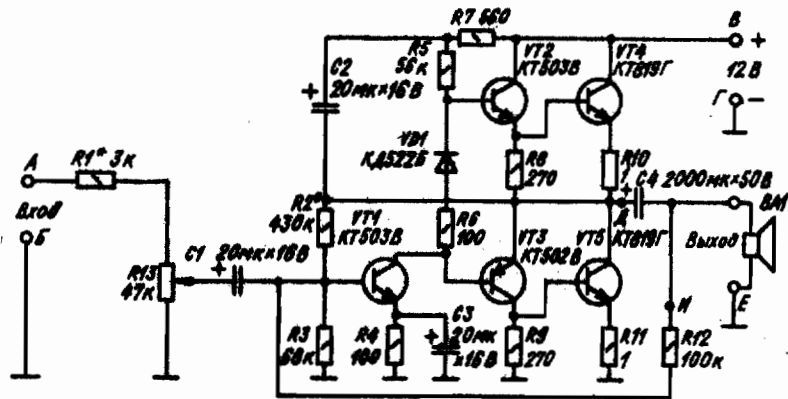 R7 560
В
+
R5
56к
VT2
КТ503В
VT4
КТ819Г
12В
C2
+
20мк×16В
Г
−
VD1
КД522Б
А
R1* 3к
R8
270
R10
1
+
C4 2000мк×50В
Вход
Б
R2*
430к
VT1
КТ503В
R6
100
VT3
КТ502В
Д
VT5
КТ819Г
ВА1
Выход
C1
+
20мк×16В
R13
47к
И
Е
R3
68к
R4
100
C3
+
20мк
×16В
R9
270
R11
1
R12
100к